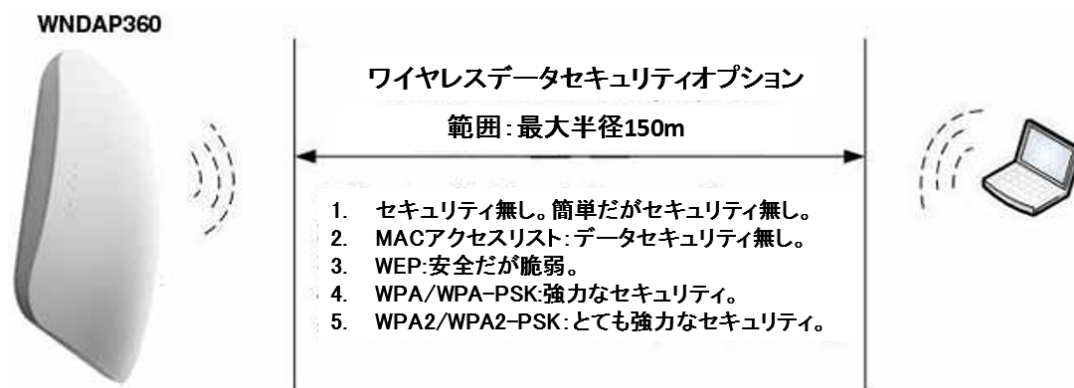 WNDAP360
ワイヤレスデータセキュリティオプション
範囲：最大半径150m
1. セキュリティ無し。簡単だがセキュリティ無し。
2. MACアクセスリスト：データセキュリティ無し。
3. WEP:安全だが脆弱。
4. WPA/WPA-PSK:強力なセキュリティ。
5. WPA2/WPA2-PSK：とても強力なセキュリティ。